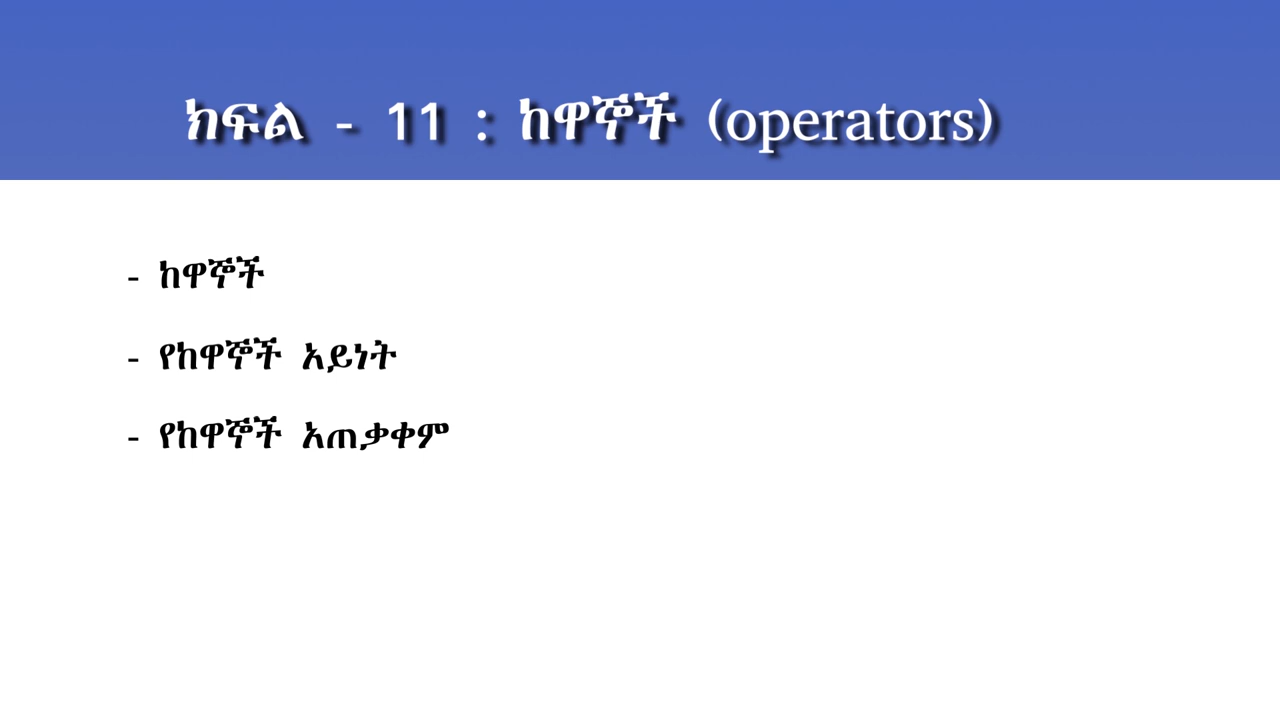 ክፍል - 11 : ከዋኞች (operators)
- ከዋኞች
- የከዋኞች አይነት
- የከዋኞች አጠቃቀም